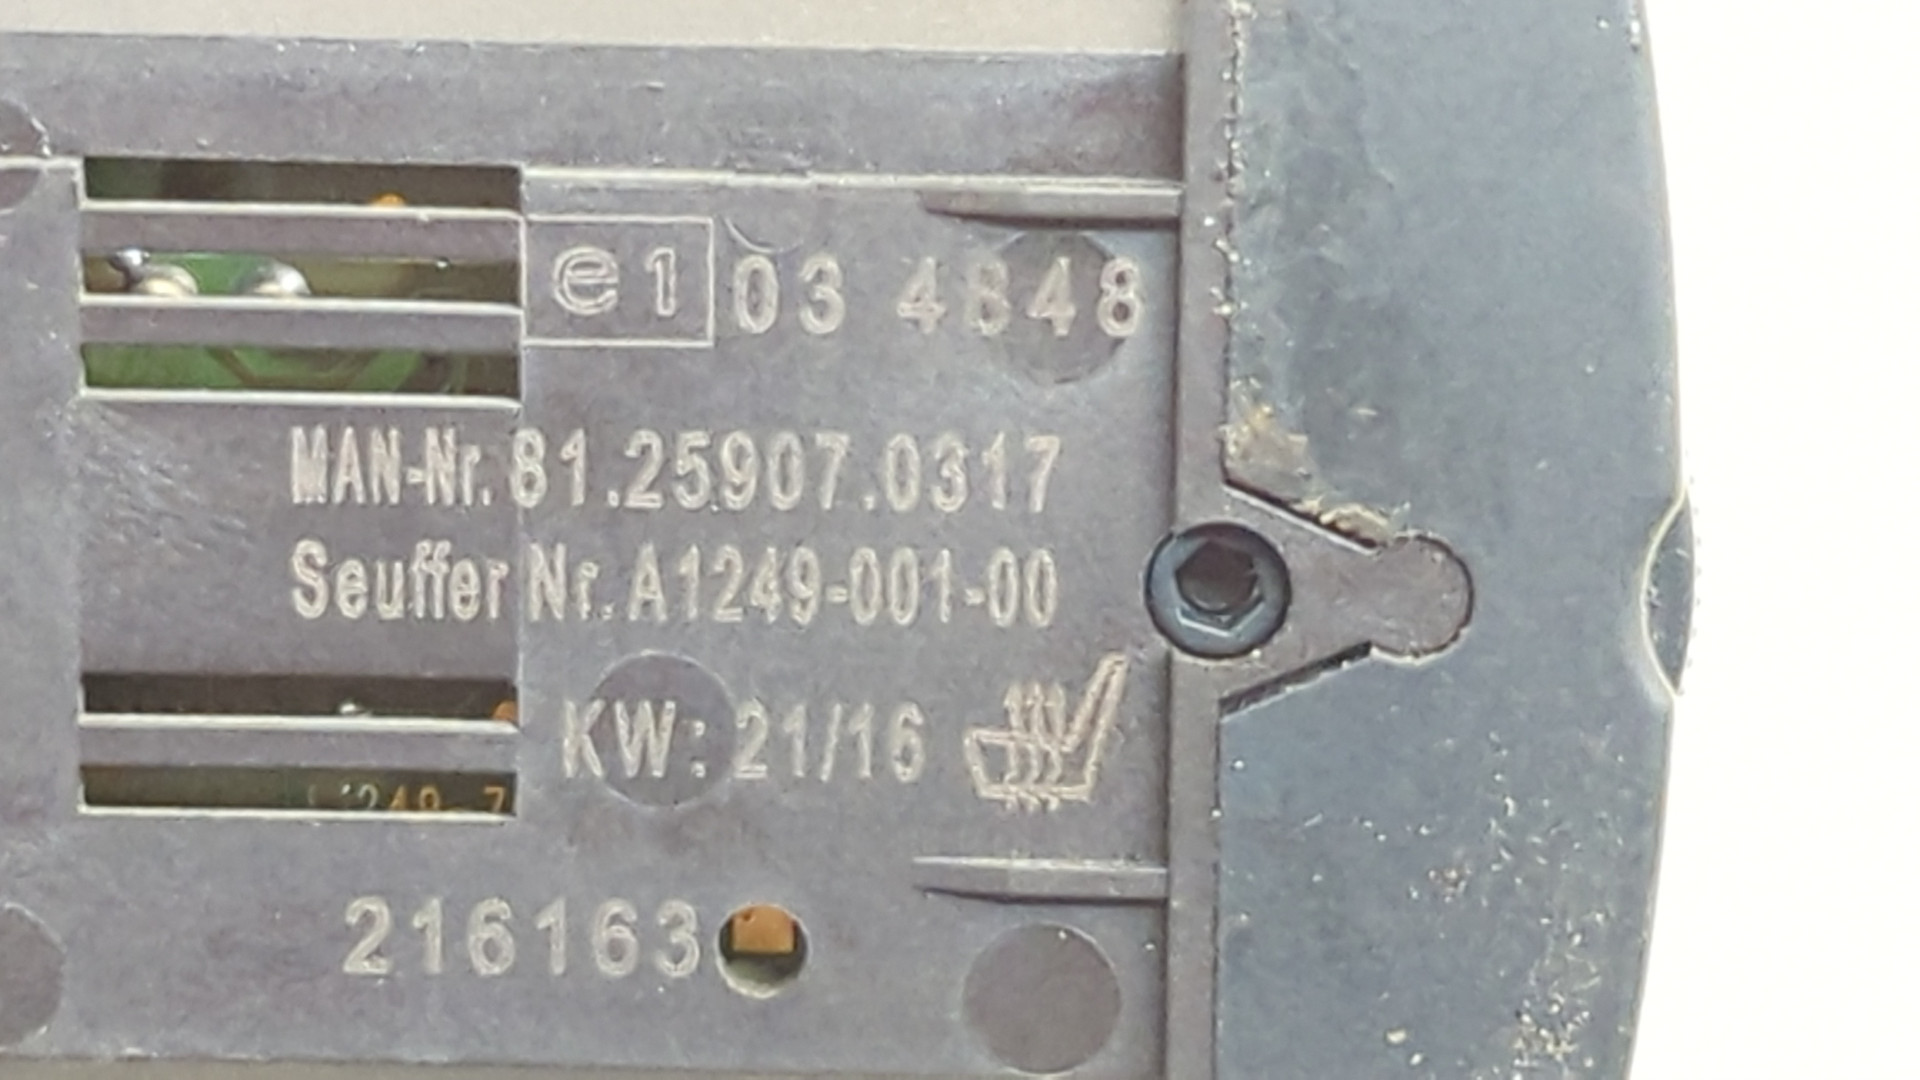 e1 03 4848
MAN-Nr. 81.25907.0317
Seuffer Nr. A1249-001-00
KW: 21/16
216163